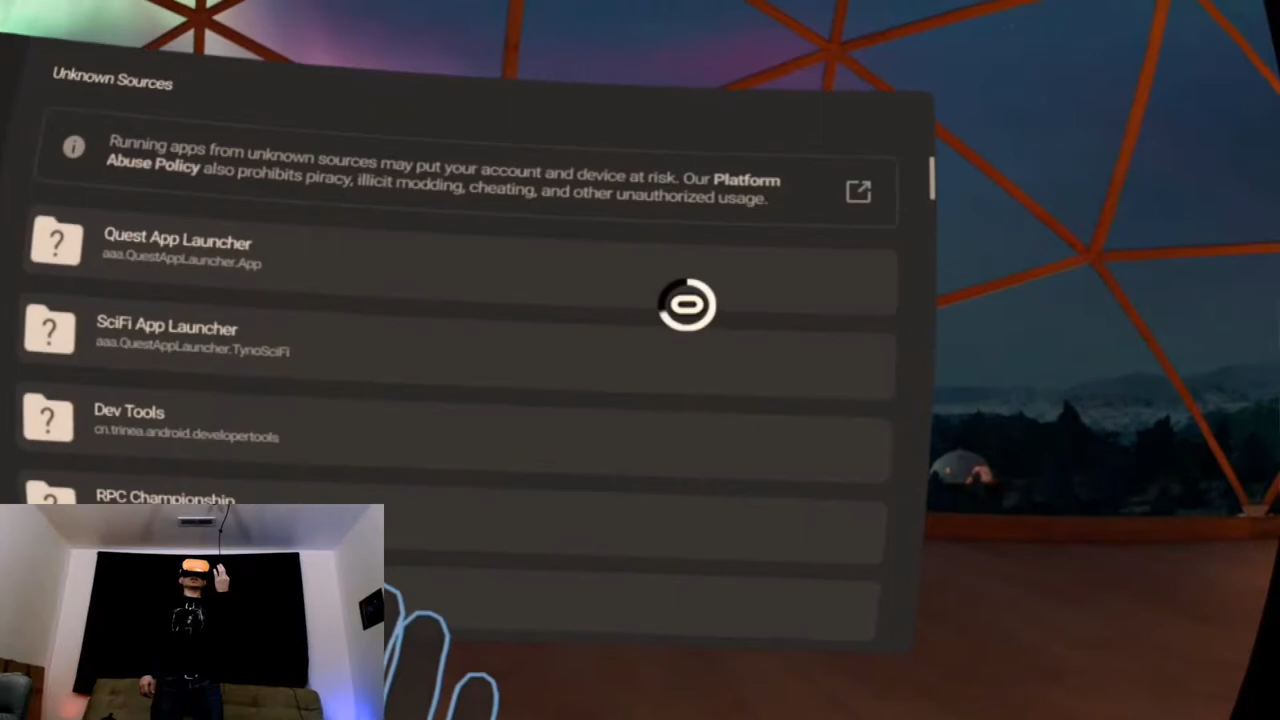 Unknown Sources
Running apps from unknown sources may put your account and device at risk. Our Platform
Abuse Policy also prohibits piracy, illicit modding, cheating, and other unauthorized usage.
Quest App Launcher
aaa.QuestAppLauncher.App
SciFi App Launcher
aaa.QuestAppLauncher.TynoSciFi
Dev Tools
cn.trinea.android.developertools
RPC Championship